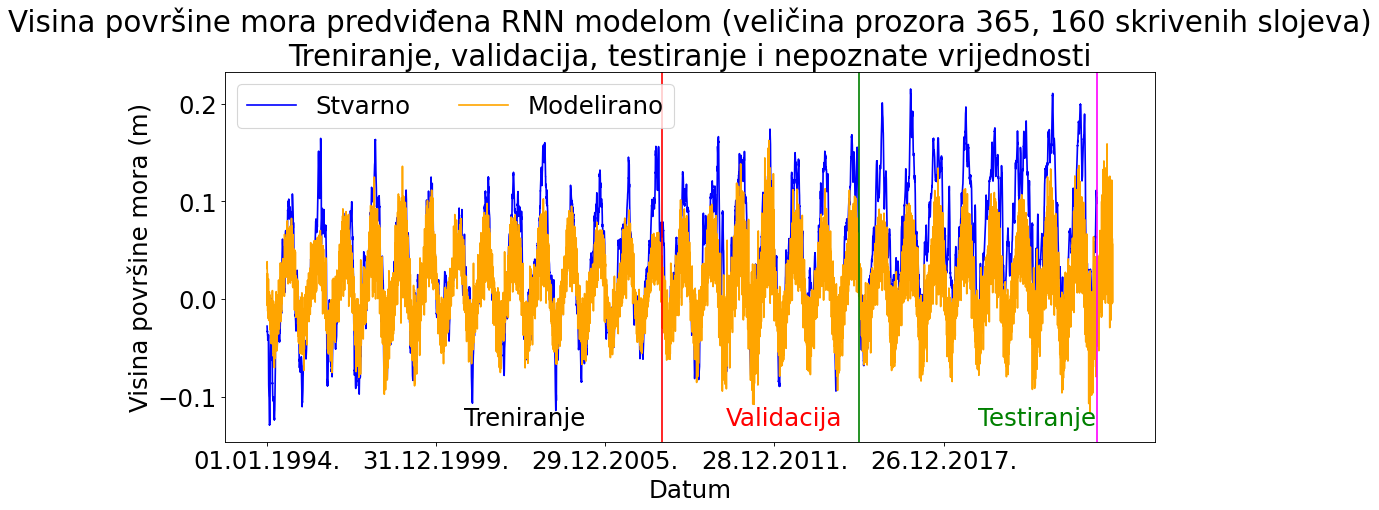 Visina površine mora predviđena RNN modelom (veličina prozora 365, 160 skrivenih slojeva)
Treniranje, validacija, testiranje i nepoznate vrijednosti
Stvarno Modelirano
Visina površine mora (m)
0.2
0.1
0.0
−0.1
Treniranje Validacija Testiranje
01.01.1994. 31.12.1999. 29.12.2005. 28.12.2011. 26.12.2017.
Datum